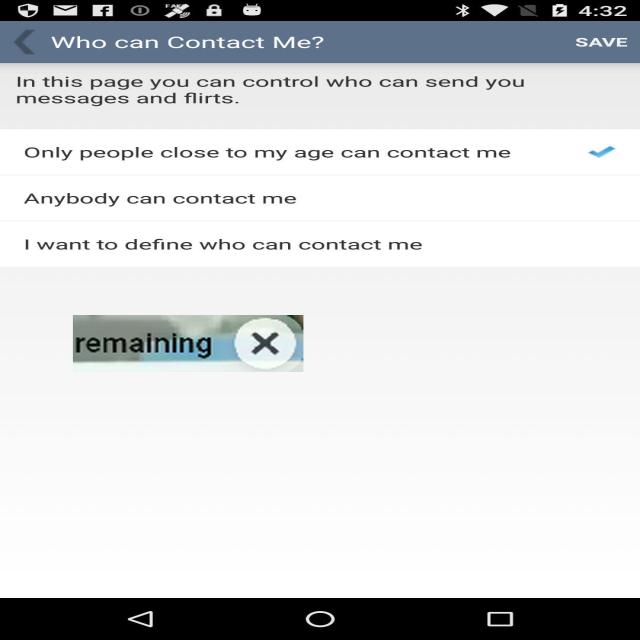 4:32
Who can Contact Me?
SAVE
In this page you can control who can send you
messages and flirts.
Only people close to my age can contact me
Anybody can contact me
I want to define who can contact me
remaining